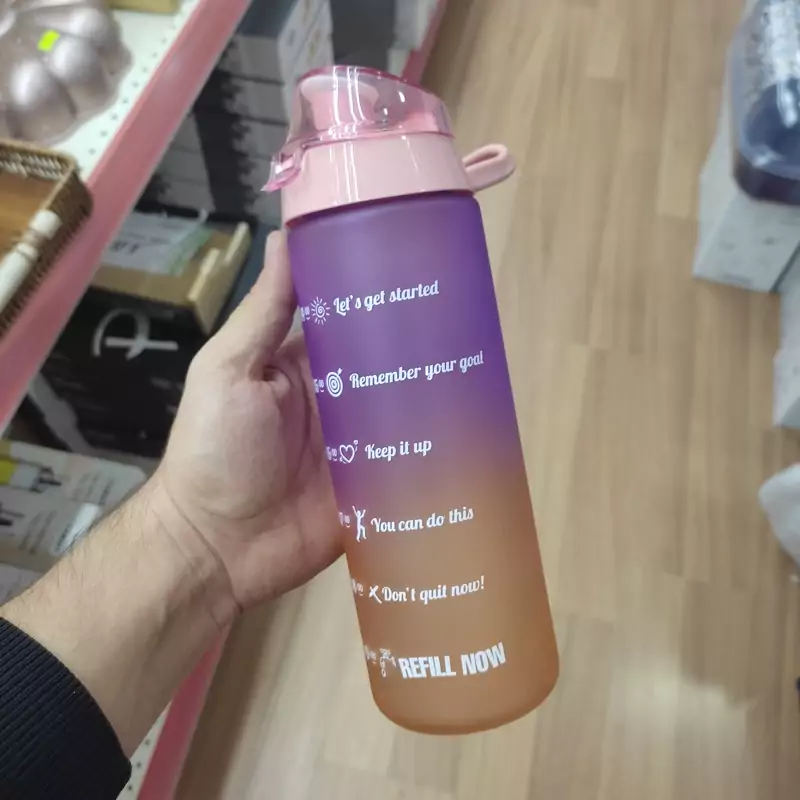 Let's get started
Remember your goal
Keep it up
You can do this
Don't quit now!
REFILL NOW